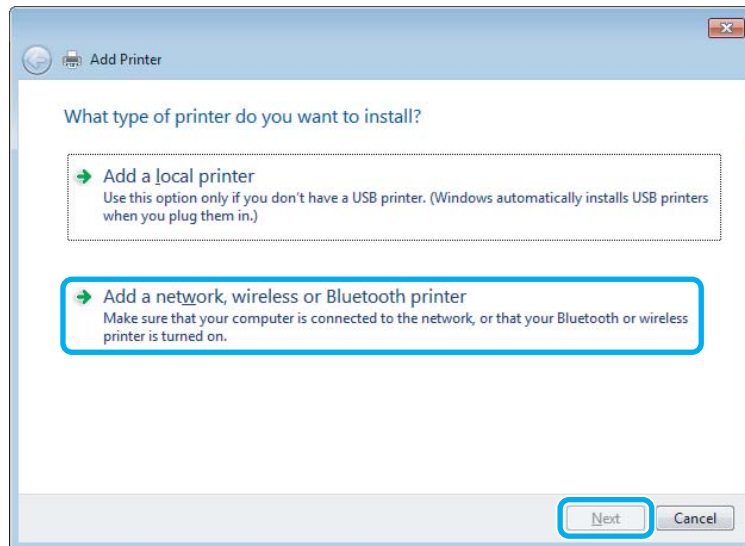 Add Printer
What type of printer do you want to install?
Add a local printer
Use this option only if you don't have a USB printer. (Windows automatically installs USB printers
when you plug them in.)
Add a network, wireless or Bluetooth printer
Make sure that your computer is connected to the network, or that your Bluetooth or wireless
printer is turned on.
Next Cancel